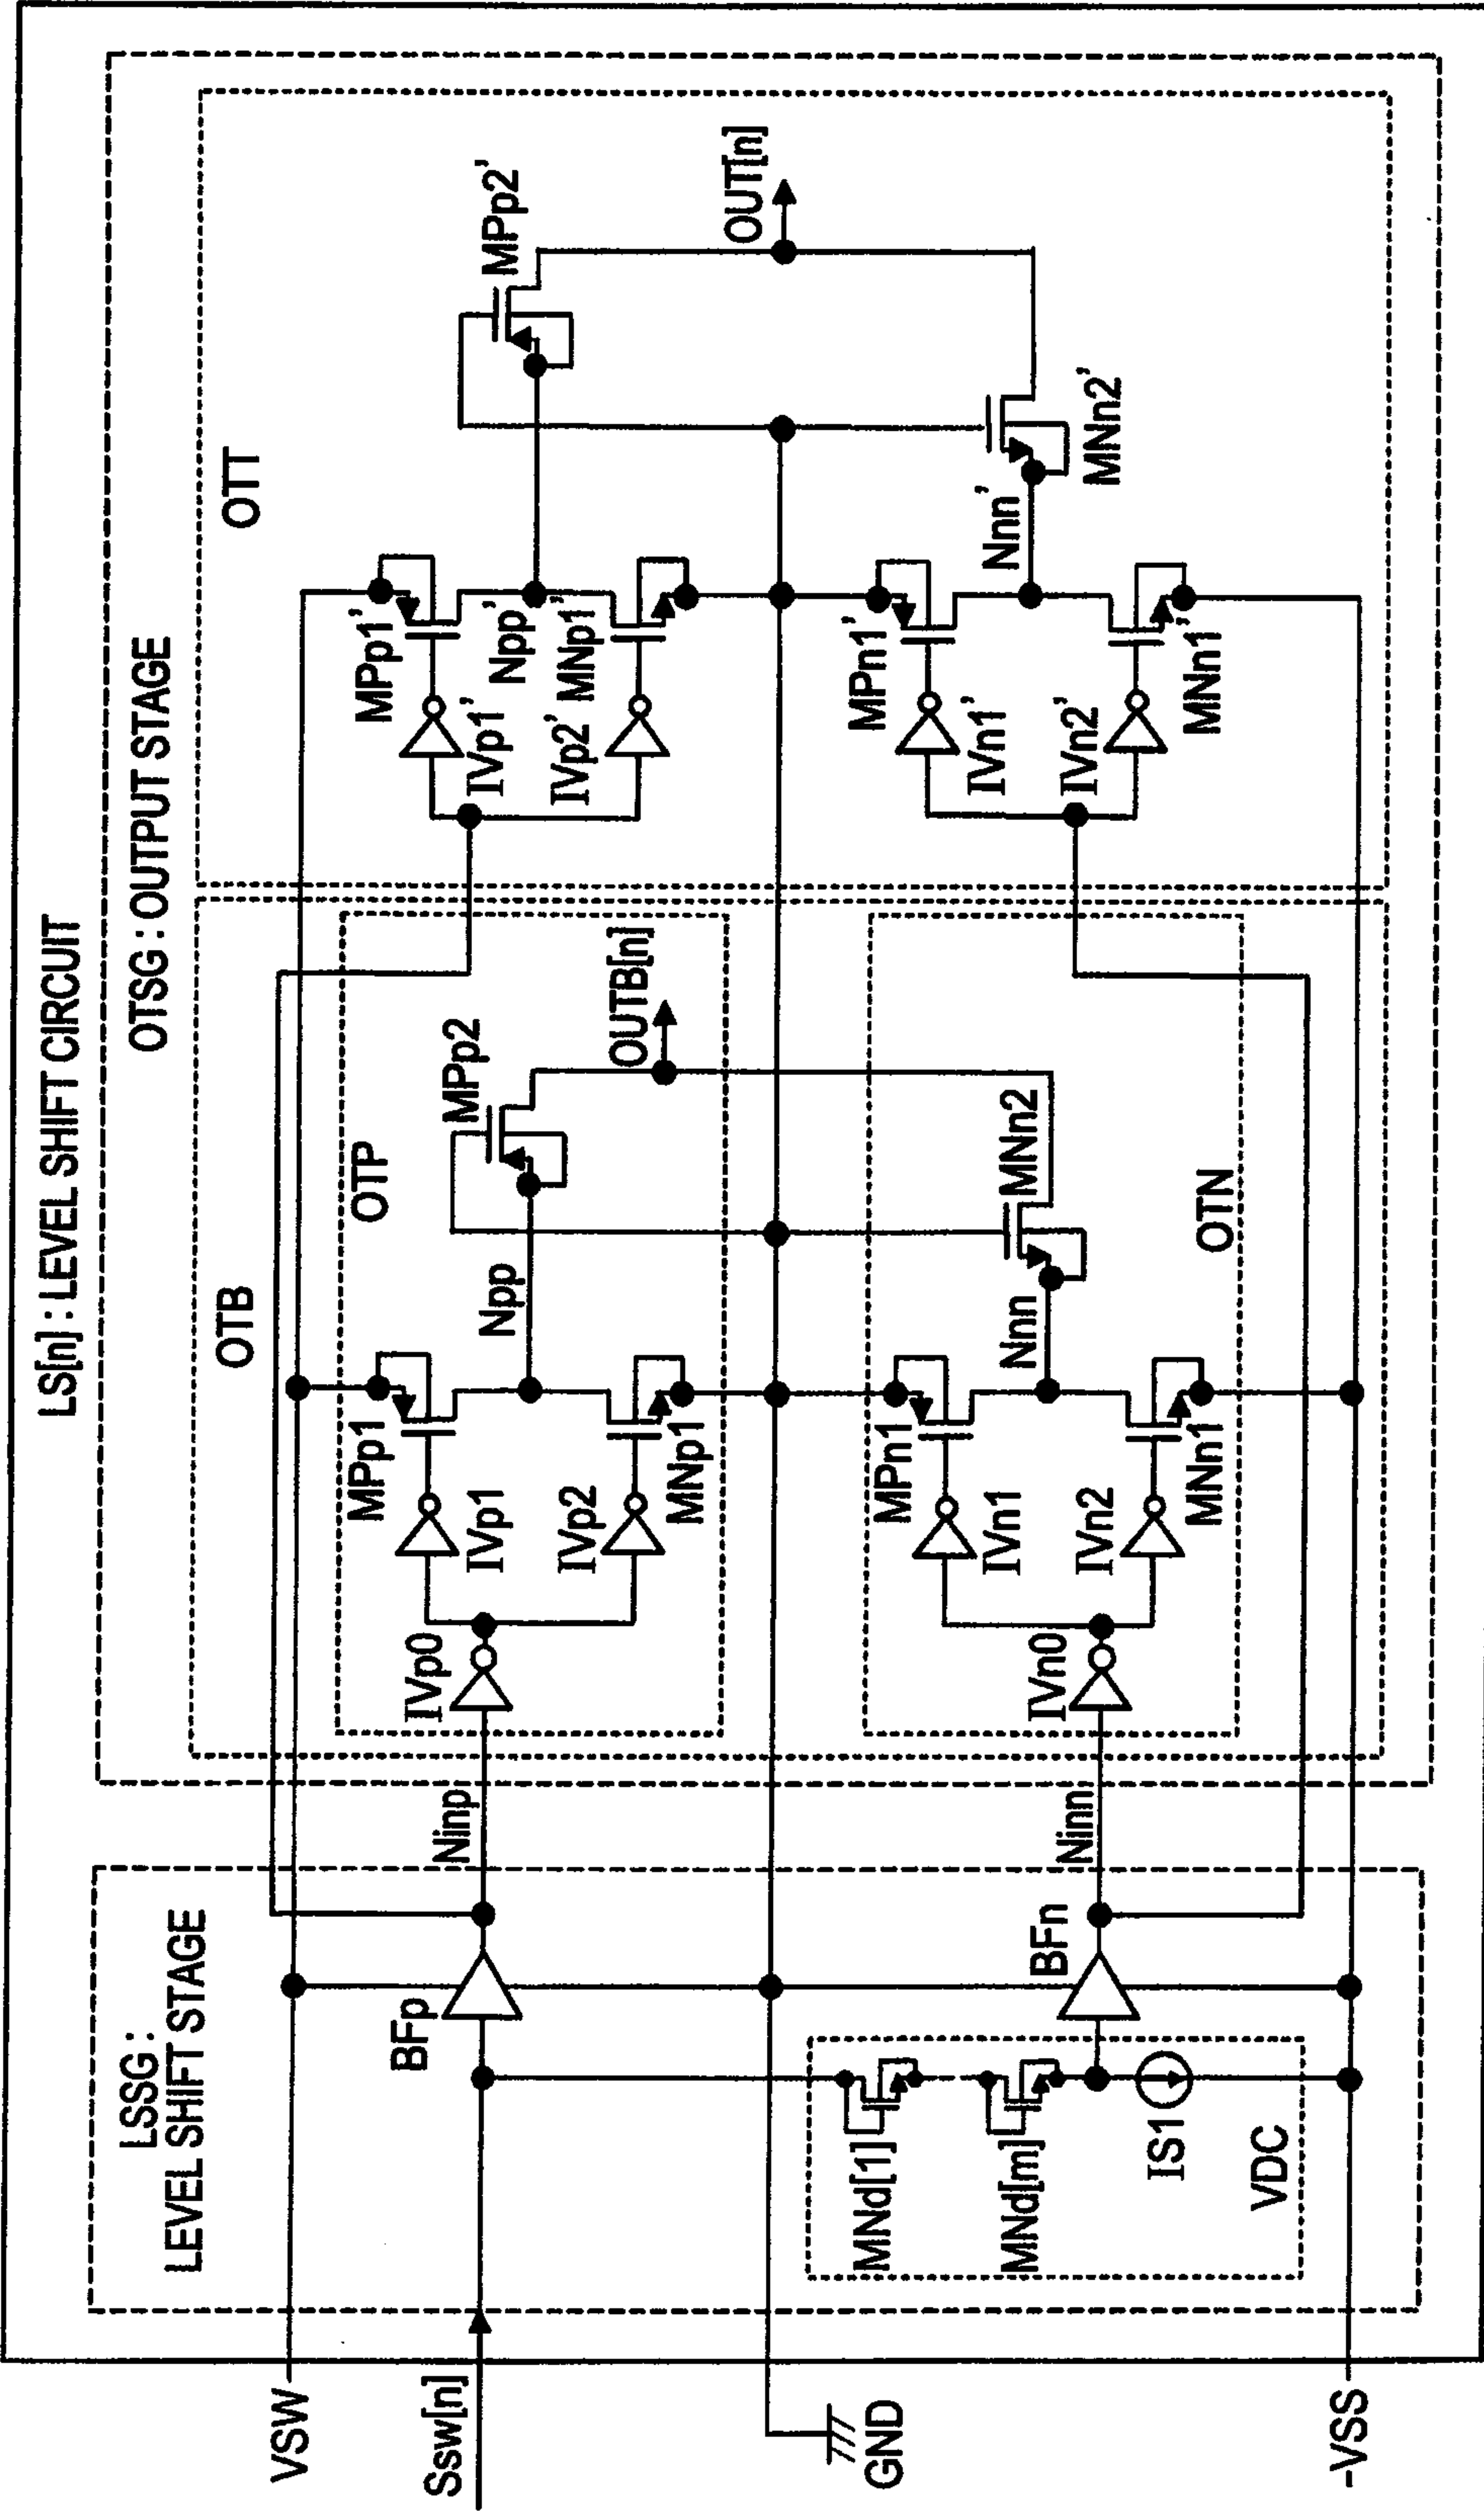 LS[n] : LEVEL SHIFT CIRCUIT
OTSG : OUTPUT STAGE
LSSG :
LEVEL SHIFT STAGE
OTB
OTT
VSW
Ssw[n]
GND
-VSS
BFp
Ninp
OTP
IVp0
MPp1
IVp1
IVp2
MNp1
Npp
MPp2
OUTB[n]
MPp1'
IVp1'
Npp'
IVp2'
MNp1'
MPp2'
OUT[n]
MNd[1]
MNd[m]
IS1
VDC
BFn
Ninn
IVn0
MPn1
IVn1
IVn2
MNn1
Nnn
MNn2
OTN
MPn1'
IVn1'
IVn2'
MNn1'
Nnn'
MNn2'